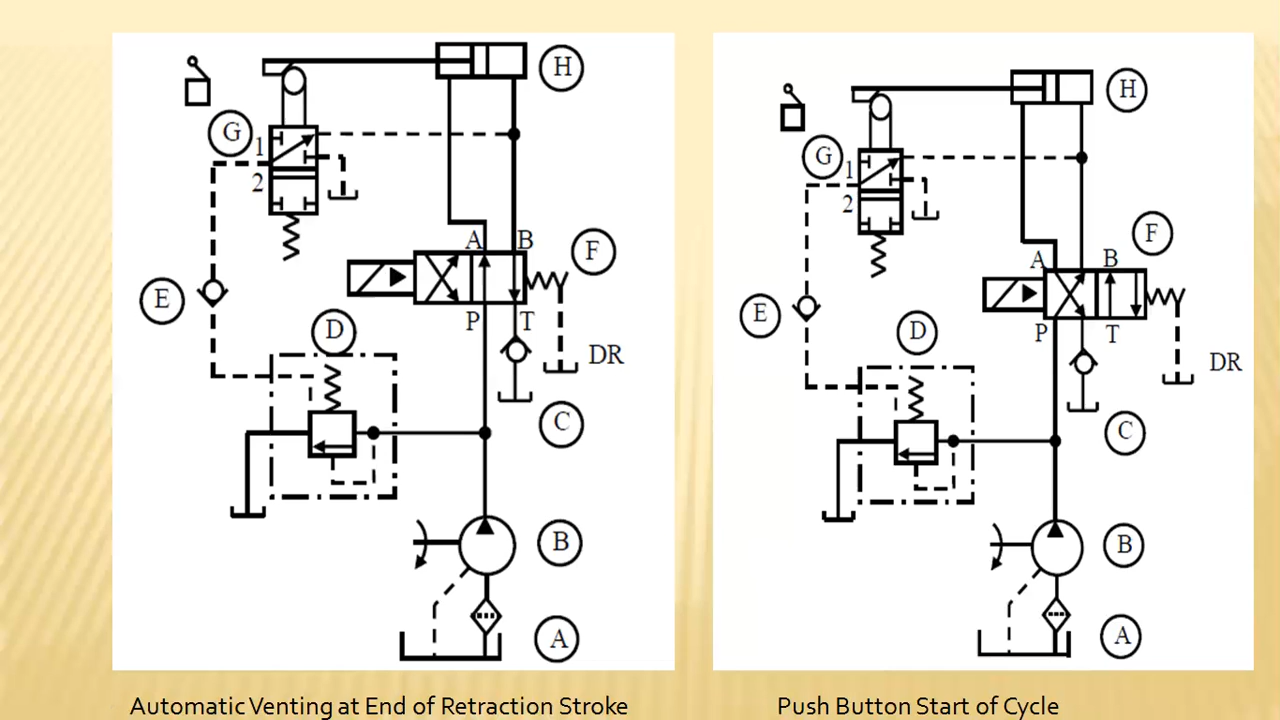 H
G
1
2
A
B
F
E
D
P
T
DR
C
B
A
H
G
1
2
F
A
B
E
D
P
T
DR
C
B
A
Automatic Venting at End of Retraction Stroke
Push Button Start of Cycle